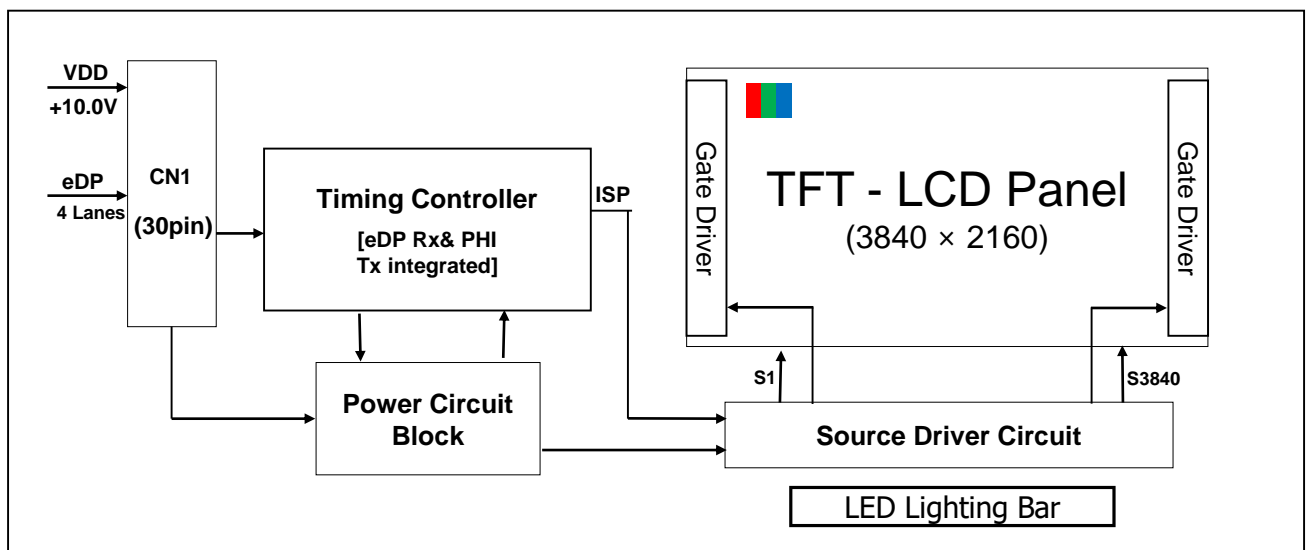 VDD
+10.0V
eDP
4 Lanes
CN1
(30pin)
Timing Controller
[eDP Rx& PHI
Tx integrated]
ISP
Power Circuit
Block
Gate Driver
TFT - LCD Panel
(3840 × 2160)
Gate Driver
S1
S3840
Source Driver Circuit
LED Lighting Bar